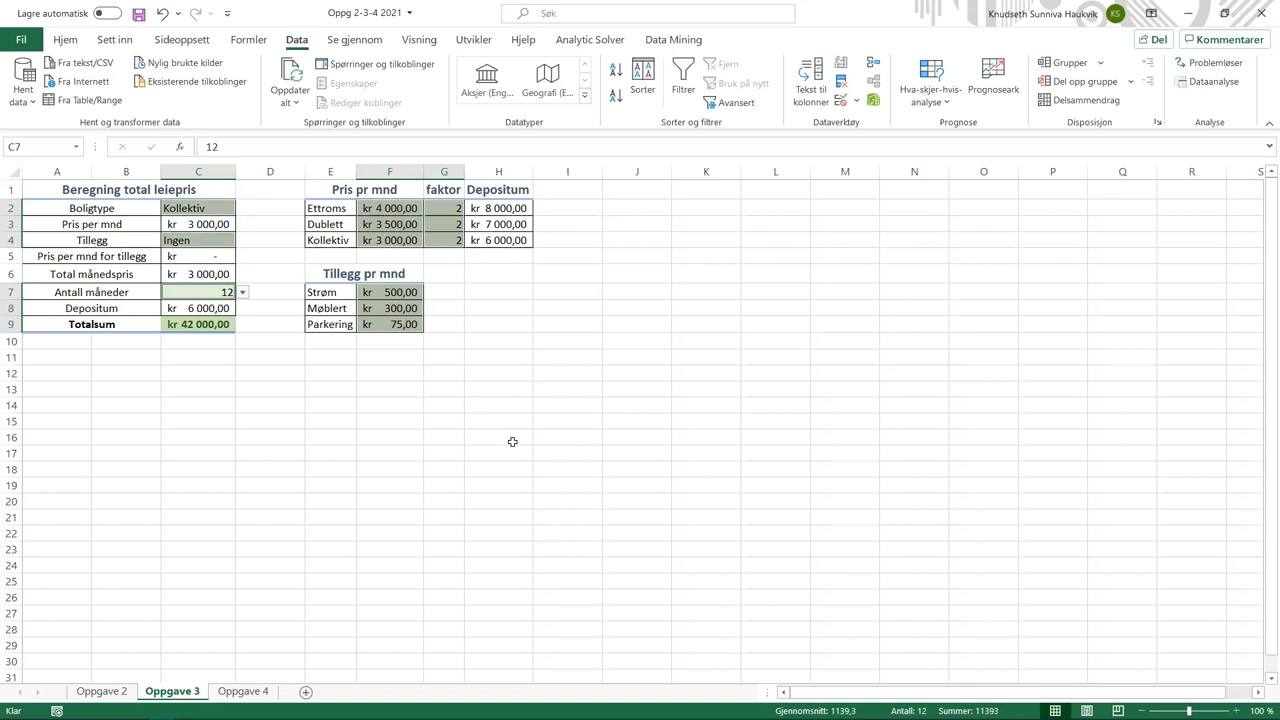 Lagre automatisk
Oppg 2-3-4 2021
Søk
Knudseth Sunniva Haukvik
KS
Fil
Hjem
Sett inn
Sideoppsett
Formler
Data
Se gjennom
Visning
Utvikler
Hjelp
Analytic Solver
Data Mining
Del
Kommentarer
Hent data
Fra tekst/CSV
Fra Internett
Fra Table/Range
Nylig brukte kilder
Eksisterende tilkoblinger
Hent og transformer data
Oppdater alt
Spørringer og tilkoblinger
Egenskaper
Rediger koblinger
Spørringer og tilkoblinger
Aksjer (Eng...
Geografi (E...
Datatyper
Sorter
Filtrer
Fjern
Bruk på nytt
Avansert
Sorter og filtrer
Tekst til kolonner
Dataverktøy
Hva-skjer-hvis-analyse
Prognoseark
Prognose
Grupper
Del opp gruppe
Delsammendrag
Disposisjon
Problemløser
Dataanalyse
Analyse
C7
fx
12
A B C D E F G H I J K L M N O P Q R S
1 Beregning total leiepris Pris pr mnd faktor Depositum
2 Boligtype Kollektiv Ettroms kr 4 000,00 2 kr 8 000,00
3 Pris per mnd kr 3 000,00 Dublett kr 3 500,00 2 kr 7 000,00
4 Tillegg Ingen Kollektiv kr 3 000,00 2 kr 6 000,00
5 Pris per mnd for tillegg kr -
6 Total månedspris kr 3 000,00 Tillegg pr mnd
7 Antall måneder 12 Strøm kr 500,00
8 Depositum kr 6 000,00 Møblert kr 300,00
9 Totalsum kr 42 000,00 Parkering kr 75,00
10
11
12
13
14
15
16
17
18
19
20
21
22
23
24
25
26
27
28
29
30
31
Oppgave 2
Oppgave 3
Oppgave 4
Klar
Gjennomsnitt: 1139,3
Antall: 12
Summer: 11393
100 %